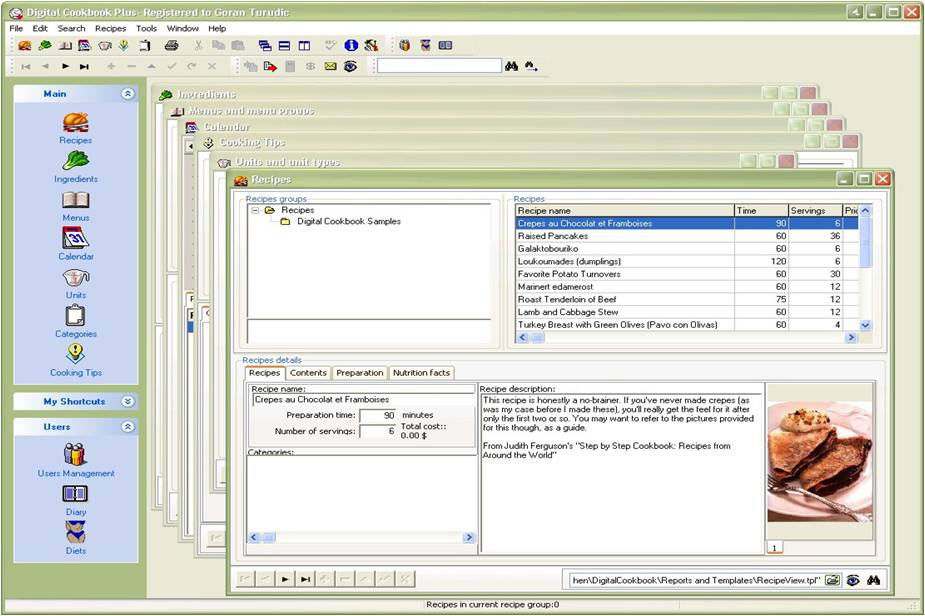 Digital Cookbook Plus- Registered to Goran Turudic
File Edit Search Recipes Tools Window Help
Main
Recipes
Ingredients
Menus
Calendar
Units
Categories
Cooking Tips
My Shortcuts
Users
Users Management
Diary
Diets
Ingredients
Menus and menu groups
Calendar
Cooking Tips
Units and unit types
Recipes
Recipes groups
Recipes
Digital Cookbook Samples
Recipes
Recipe name Time Servings
Crepes au Chocolat et Framboises 90 6
Raised Pancakes 60 36
Galaktobouriko 60 6
Loukoumades (dumplings) 120 6
Favorite Potato Turnovers 60 30
Marinert edamerost 60 12
Roast Tenderloin of Beef 75 12
Lamb and Cabbage Stew 60 12
Turkey Breast with Green Olives (Pavo con Olivas) 60 4
Recipes details
Recipes Contents Preparation Nutrition facts
Recipe name:
Crepes au Chocolat et Framboises
Preparation time: 90 minutes
Number of servings: 6 Total cost::
0.00 $
Categories:
Recipe description:
This recipe is honestly a no-brainer. If you've never made crepes (as
was my case before I made these), you'll really get the feel for it after
only the first two or so. You may want to refer to the pictures provided
for this though, as a guide.
From Judith Ferguson's "Step by Step Cookbook: Recipes from
Around the World"
1
hen\DigitalCookbook\Reports and Templates\RecipeView.tpl"
Recipes in current recipe group:0